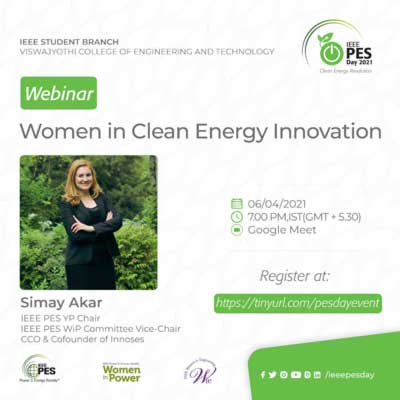 IEEE STUDENT BRANCH
VISWAJYOTHI COLLEGE OF ENGINEERING AND TECHNOLOGY
IEEE
PES
Day 2021
Clean Energy Revolution
Webinar
Women in Clean Energy Innovation
06/04/2021
7:00 PM,IST(GMT + 5.30)
Google Meet
Register at:
https://tinyurl.com/pesdayevent
Simay Akar
IEEE PES YP Chair
IEEE PES WiP Committee Vice-Chair
CCO & Cofounder of Innoses
IEEE
PES
Power & Energy Society®
Women
in Power
WIE
/ieeepesday